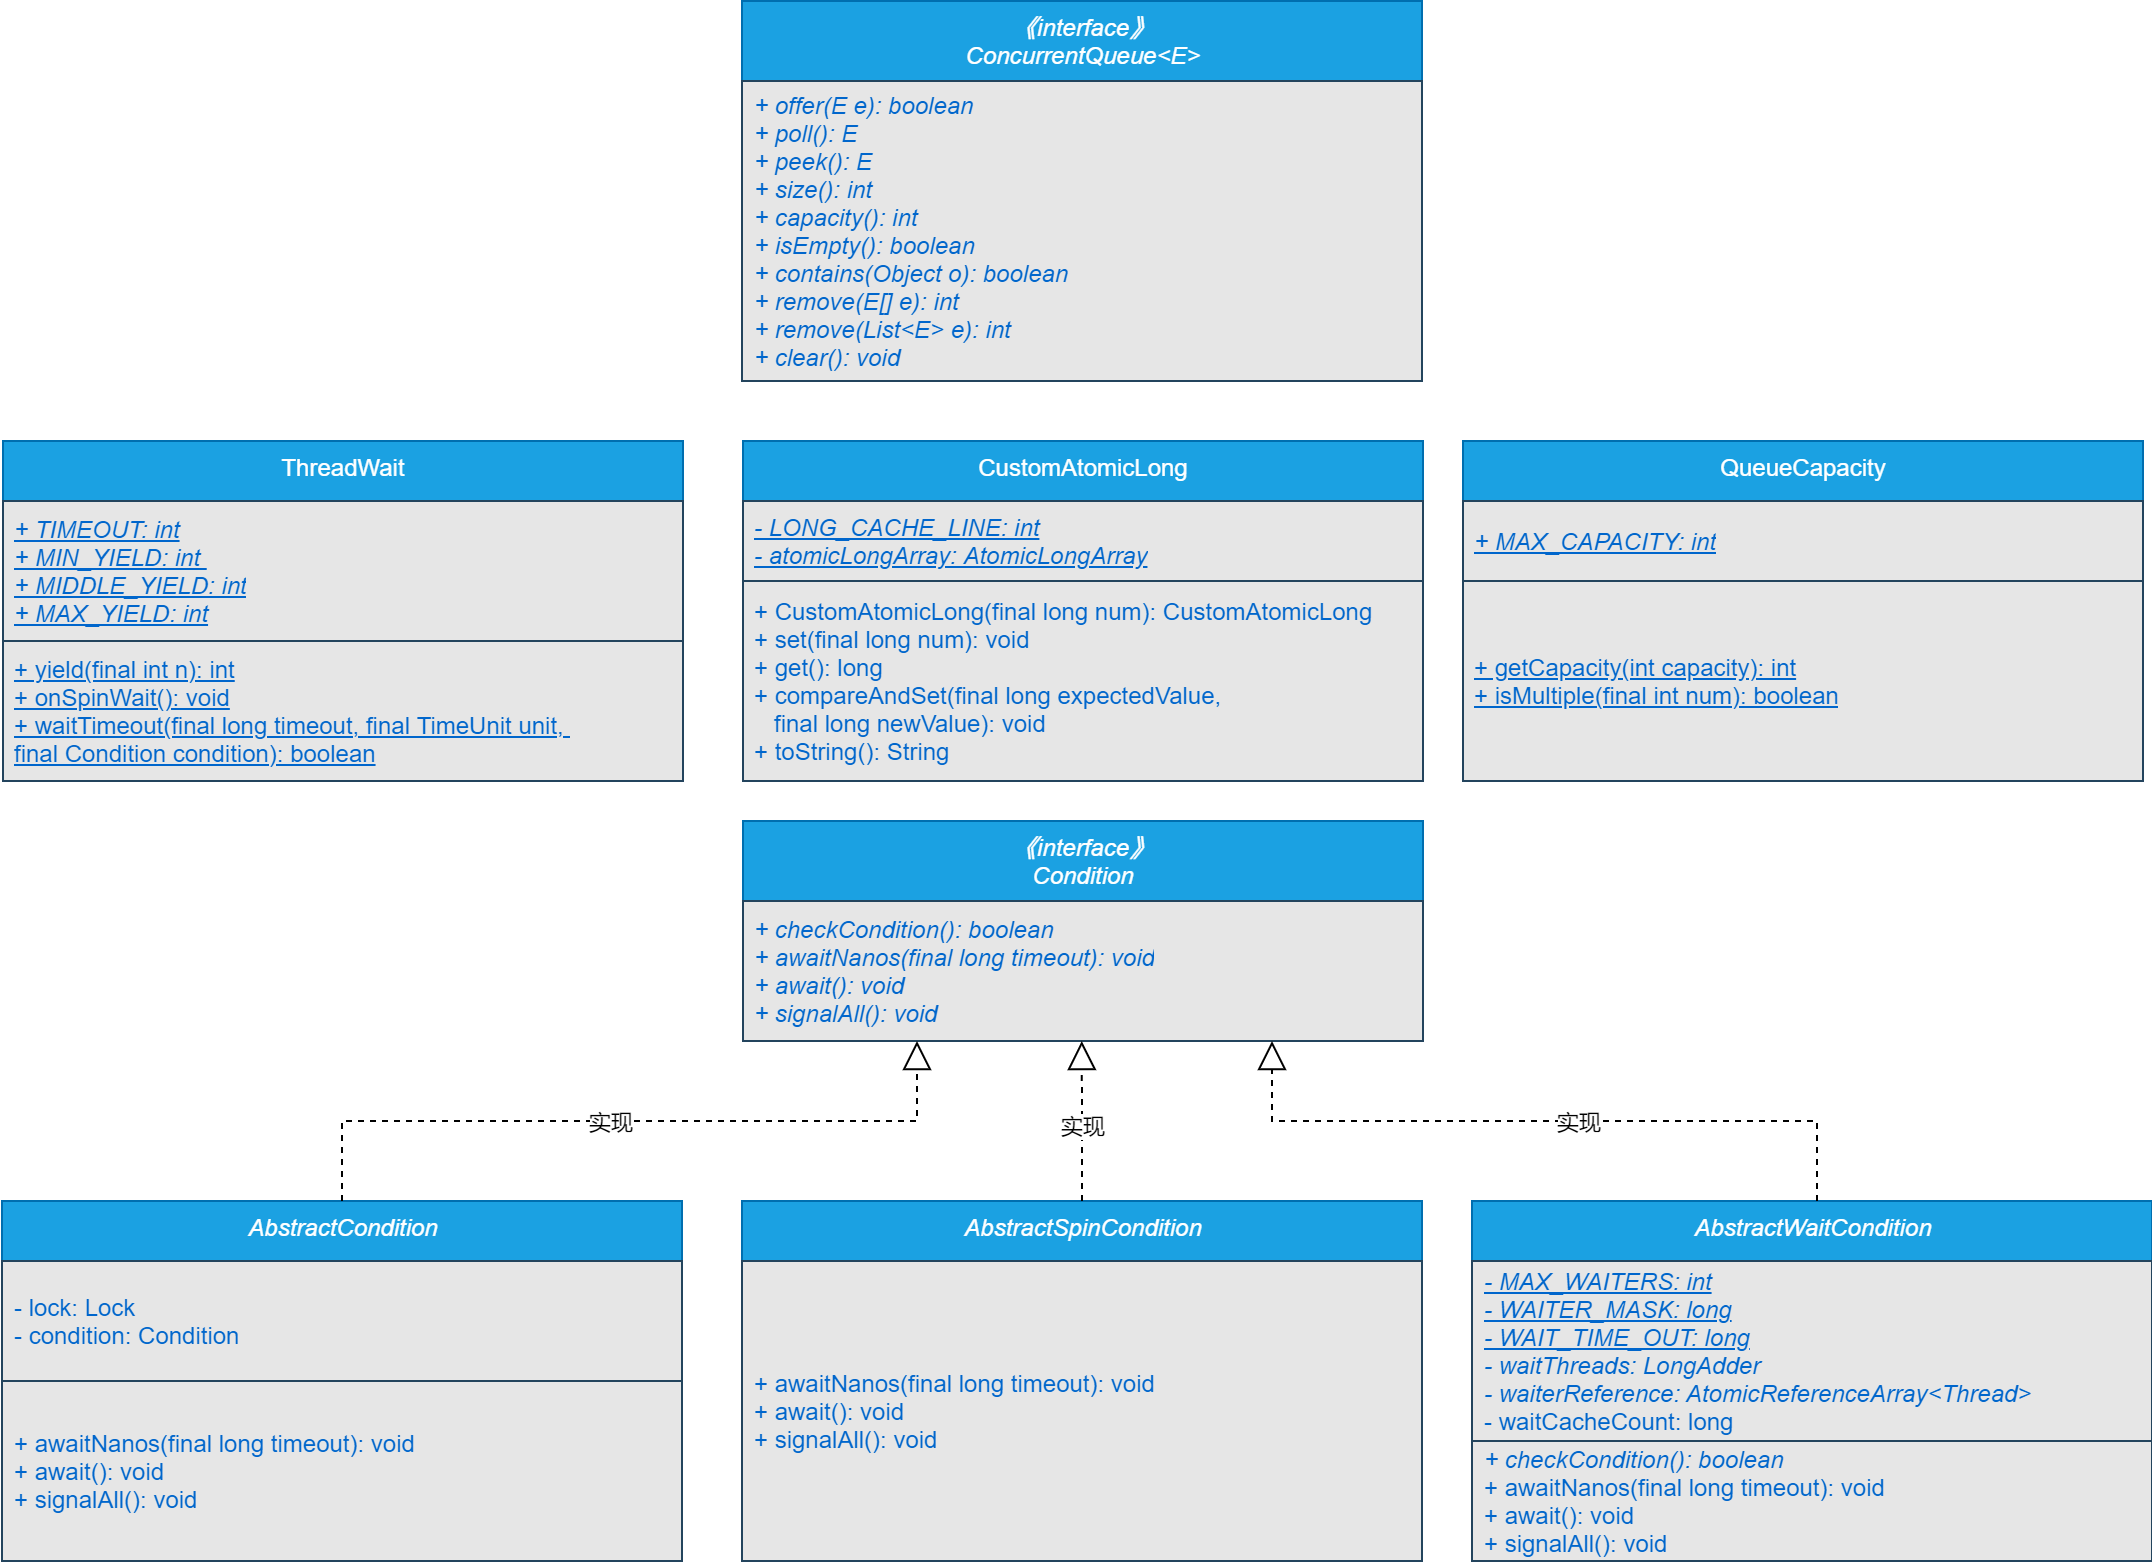 《interface》
ConcurrentQueue<E>
+ offer(E e): boolean
+ poll(): E
+ peek(): E
+ size(): int
+ capacity(): int
+ isEmpty(): boolean
+ contains(Object o): boolean
+ remove(E[] e): int
+ remove(List<E> e): int
+ clear(): void
ThreadWait
+ TIMEOUT: int
+ MIN_YIELD: int
+ MIDDLE_YIELD: int
+ MAX_YIELD: int
+ yield(final int n): int
+ onSpinWait(): void
+ waitTimeout(final long timeout, final TimeUnit unit,
final Condition condition): boolean
CustomAtomicLong
- LONG_CACHE_LINE: int
- atomicLongArray: AtomicLongArray
+ CustomAtomicLong(final long num): CustomAtomicLong
+ set(final long num): void
+ get(): long
+ compareAndSet(final long expectedValue,
final long newValue): void
+ toString(): String
QueueCapacity
+ MAX_CAPACITY: int
+ getCapacity(int capacity): int
+ isMultiple(final int num): boolean
《interface》
Condition
+ checkCondition(): boolean
+ awaitNanos(final long timeout): void
+ await(): void
+ signalAll(): void
实现
实现
实现
AbstractCondition
- lock: Lock
- condition: Condition
+ awaitNanos(final long timeout): void
+ await(): void
+ signalAll(): void
AbstractSpinCondition
+ awaitNanos(final long timeout): void
+ await(): void
+ signalAll(): void
AbstractWaitCondition
- MAX_WAITERS: int
- WAITER_MASK: long
- WAIT_TIME_OUT: long
- waitThreads: LongAdder
- waiterReference: AtomicReferenceArray<Thread>
- waitCacheCount: long
+ checkCondition(): boolean
+ awaitNanos(final long timeout): void
+ await(): void
+ signalAll(): void